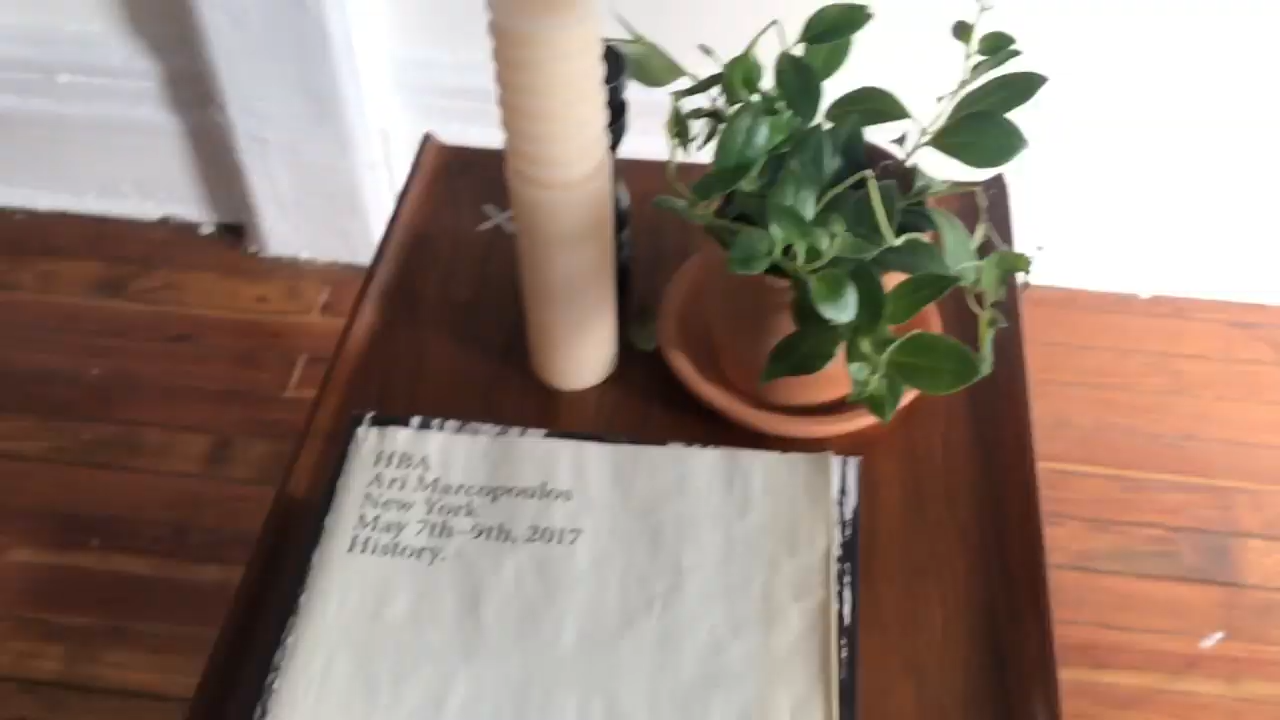 HBA
Ari Marcopoulos
New York
May 7th–9th, 2017
History.